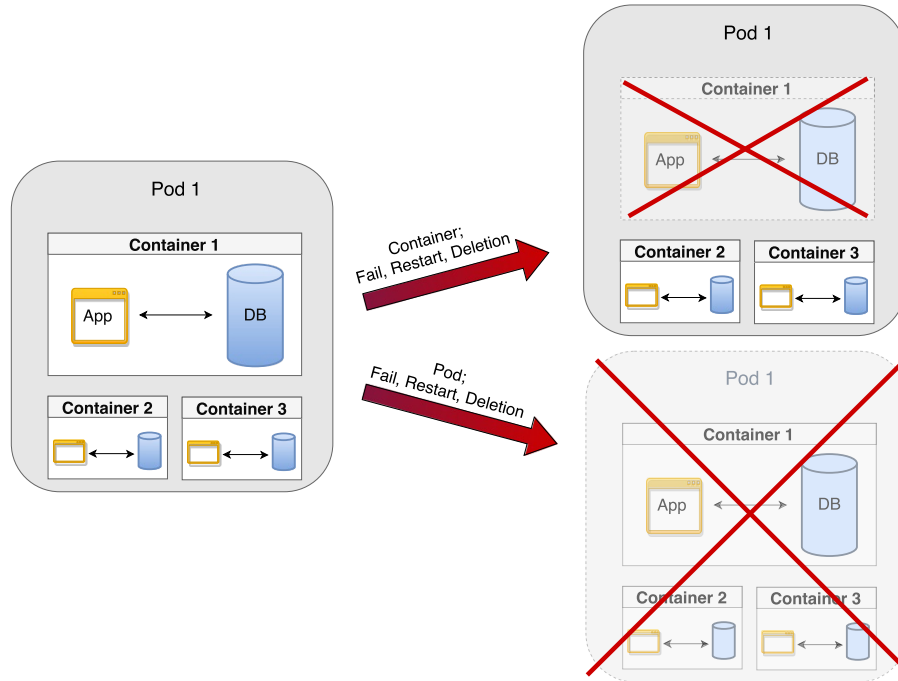 Pod 1
Container 1
App
DB
Container 2
Container 3
Container;
Fail, Restart, Deletion
Pod;
Fail, Restart, Deletion
Pod 1
Container 1
App
DB
Container 2
Container 3
Pod 1
Container 1
App
DB
Container 2
Container 3